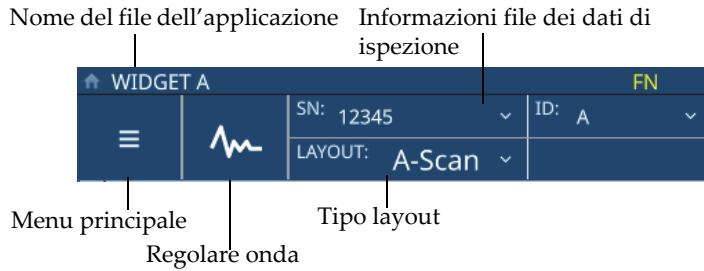 Nome del file dell'applicazione
Informazioni file dei dati di
ispezione
WIDGET A
FN
SN: 12345
ID: A
LAYOUT: A-Scan
Menu principale
Tipo layout
Regolare onda